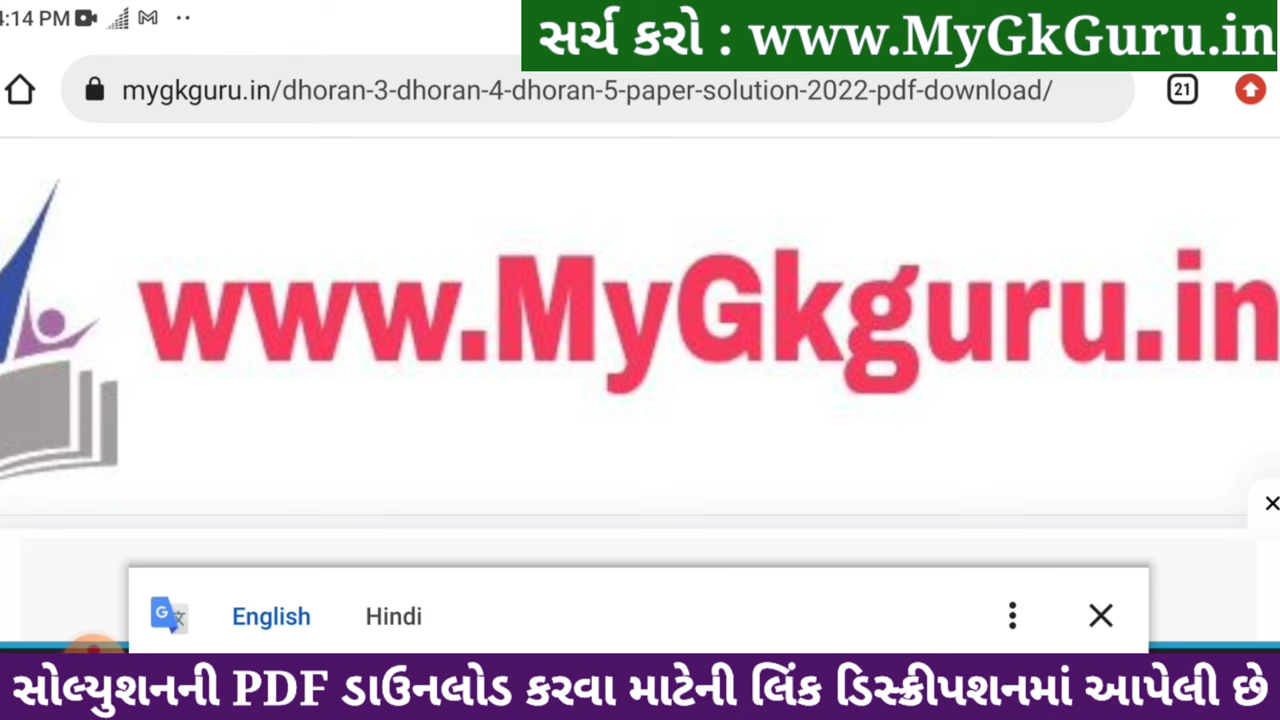 4:14 PM
સર્ચ કરો : www.MyGkGuru.in
mygkguru.in/dhoran-3-dhoran-4-dhoran-5-paper-solution-2022-pdf-download/
21
www.MyGkguru.in
English Hindi
સોલ્યુશનની PDF ડાઉનલોડ કરવા માટેની લિંક ડિસ્ક્રીપશનમાં આપેલી છે